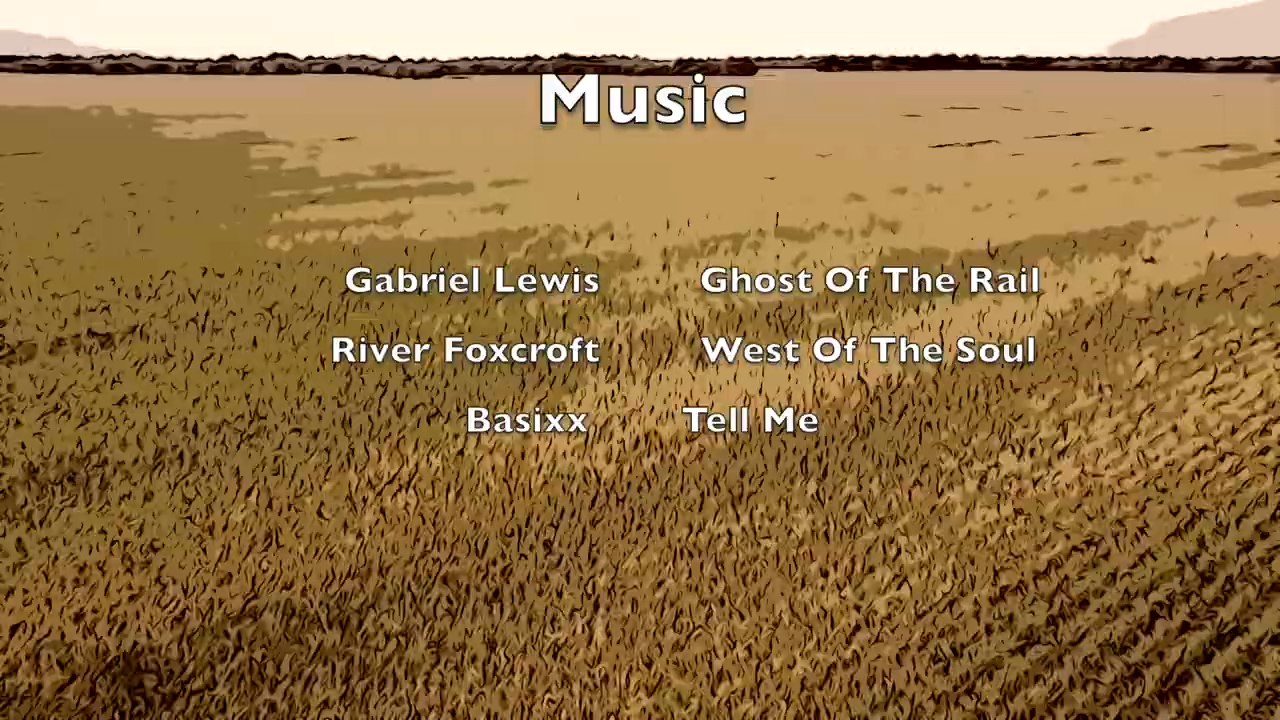 Music
Gabriel Lewis Ghost Of The Rail
River Foxcroft West Of The Soul
Basixx Tell Me